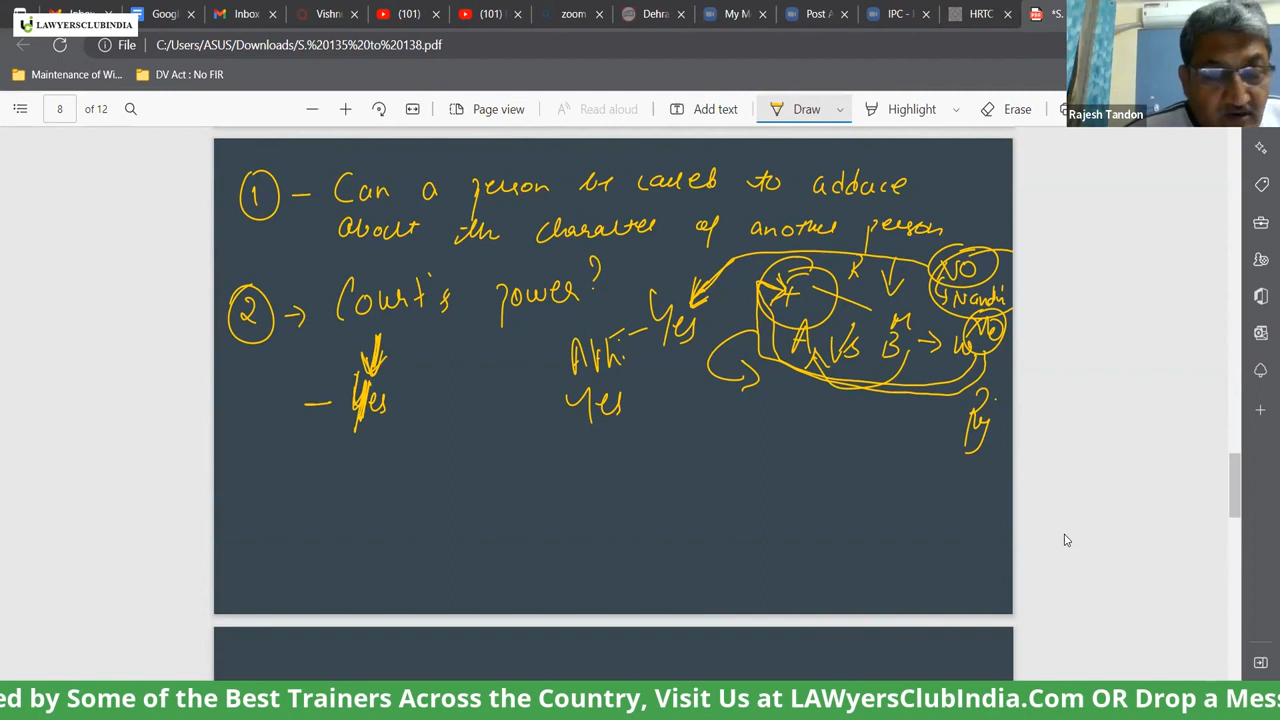 Inbox
Googl
Inbox
Vishnu
(101)
(101)
zoom
Dehra
My M
Post
IPC -
HRTC
LAWYERSCLUBINDIA
File
C:/Users/ASUS/Downloads/S.%20135%20to%20138.pdf
Maintenance of Wi...
DV Act : No FIR
8 of 12
Page view
Read aloud
Add text
Draw
Highlight
Erase
Rajesh Tandon
① - Can a person be called to adduce
about the character of another person
② → Court's power?
Yes
NO
↳ Nandi
A Vs B →
No
- Yes
Yes
ed by Some of the Best Trainers Across the Country, Visit Us at LAWyersClubIndia.Com OR Drop a Mess